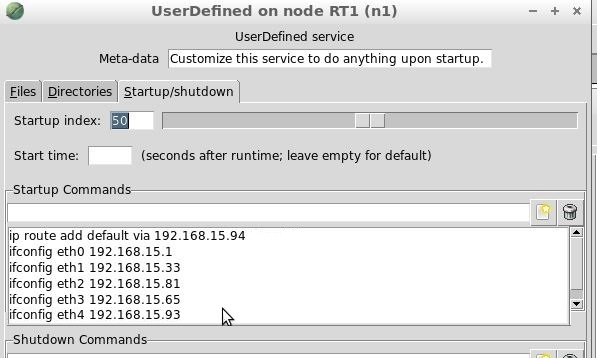 UserDefined on node RT1 (n1)
UserDefined service
Meta-data Customize this service to do anything upon startup.
Files Directories Startup/shutdown
Startup index: 50
Start time: (seconds after runtime; leave empty for default)
Startup Commands
ip route add default via 192.168.15.94
ifconfig eth0 192.168.15.1
ifconfig eth1 192.168.15.33
ifconfig eth2 192.168.15.81
ifconfig eth3 192.168.15.65
ifconfig eth4 192.168.15.93
Shutdown Commands